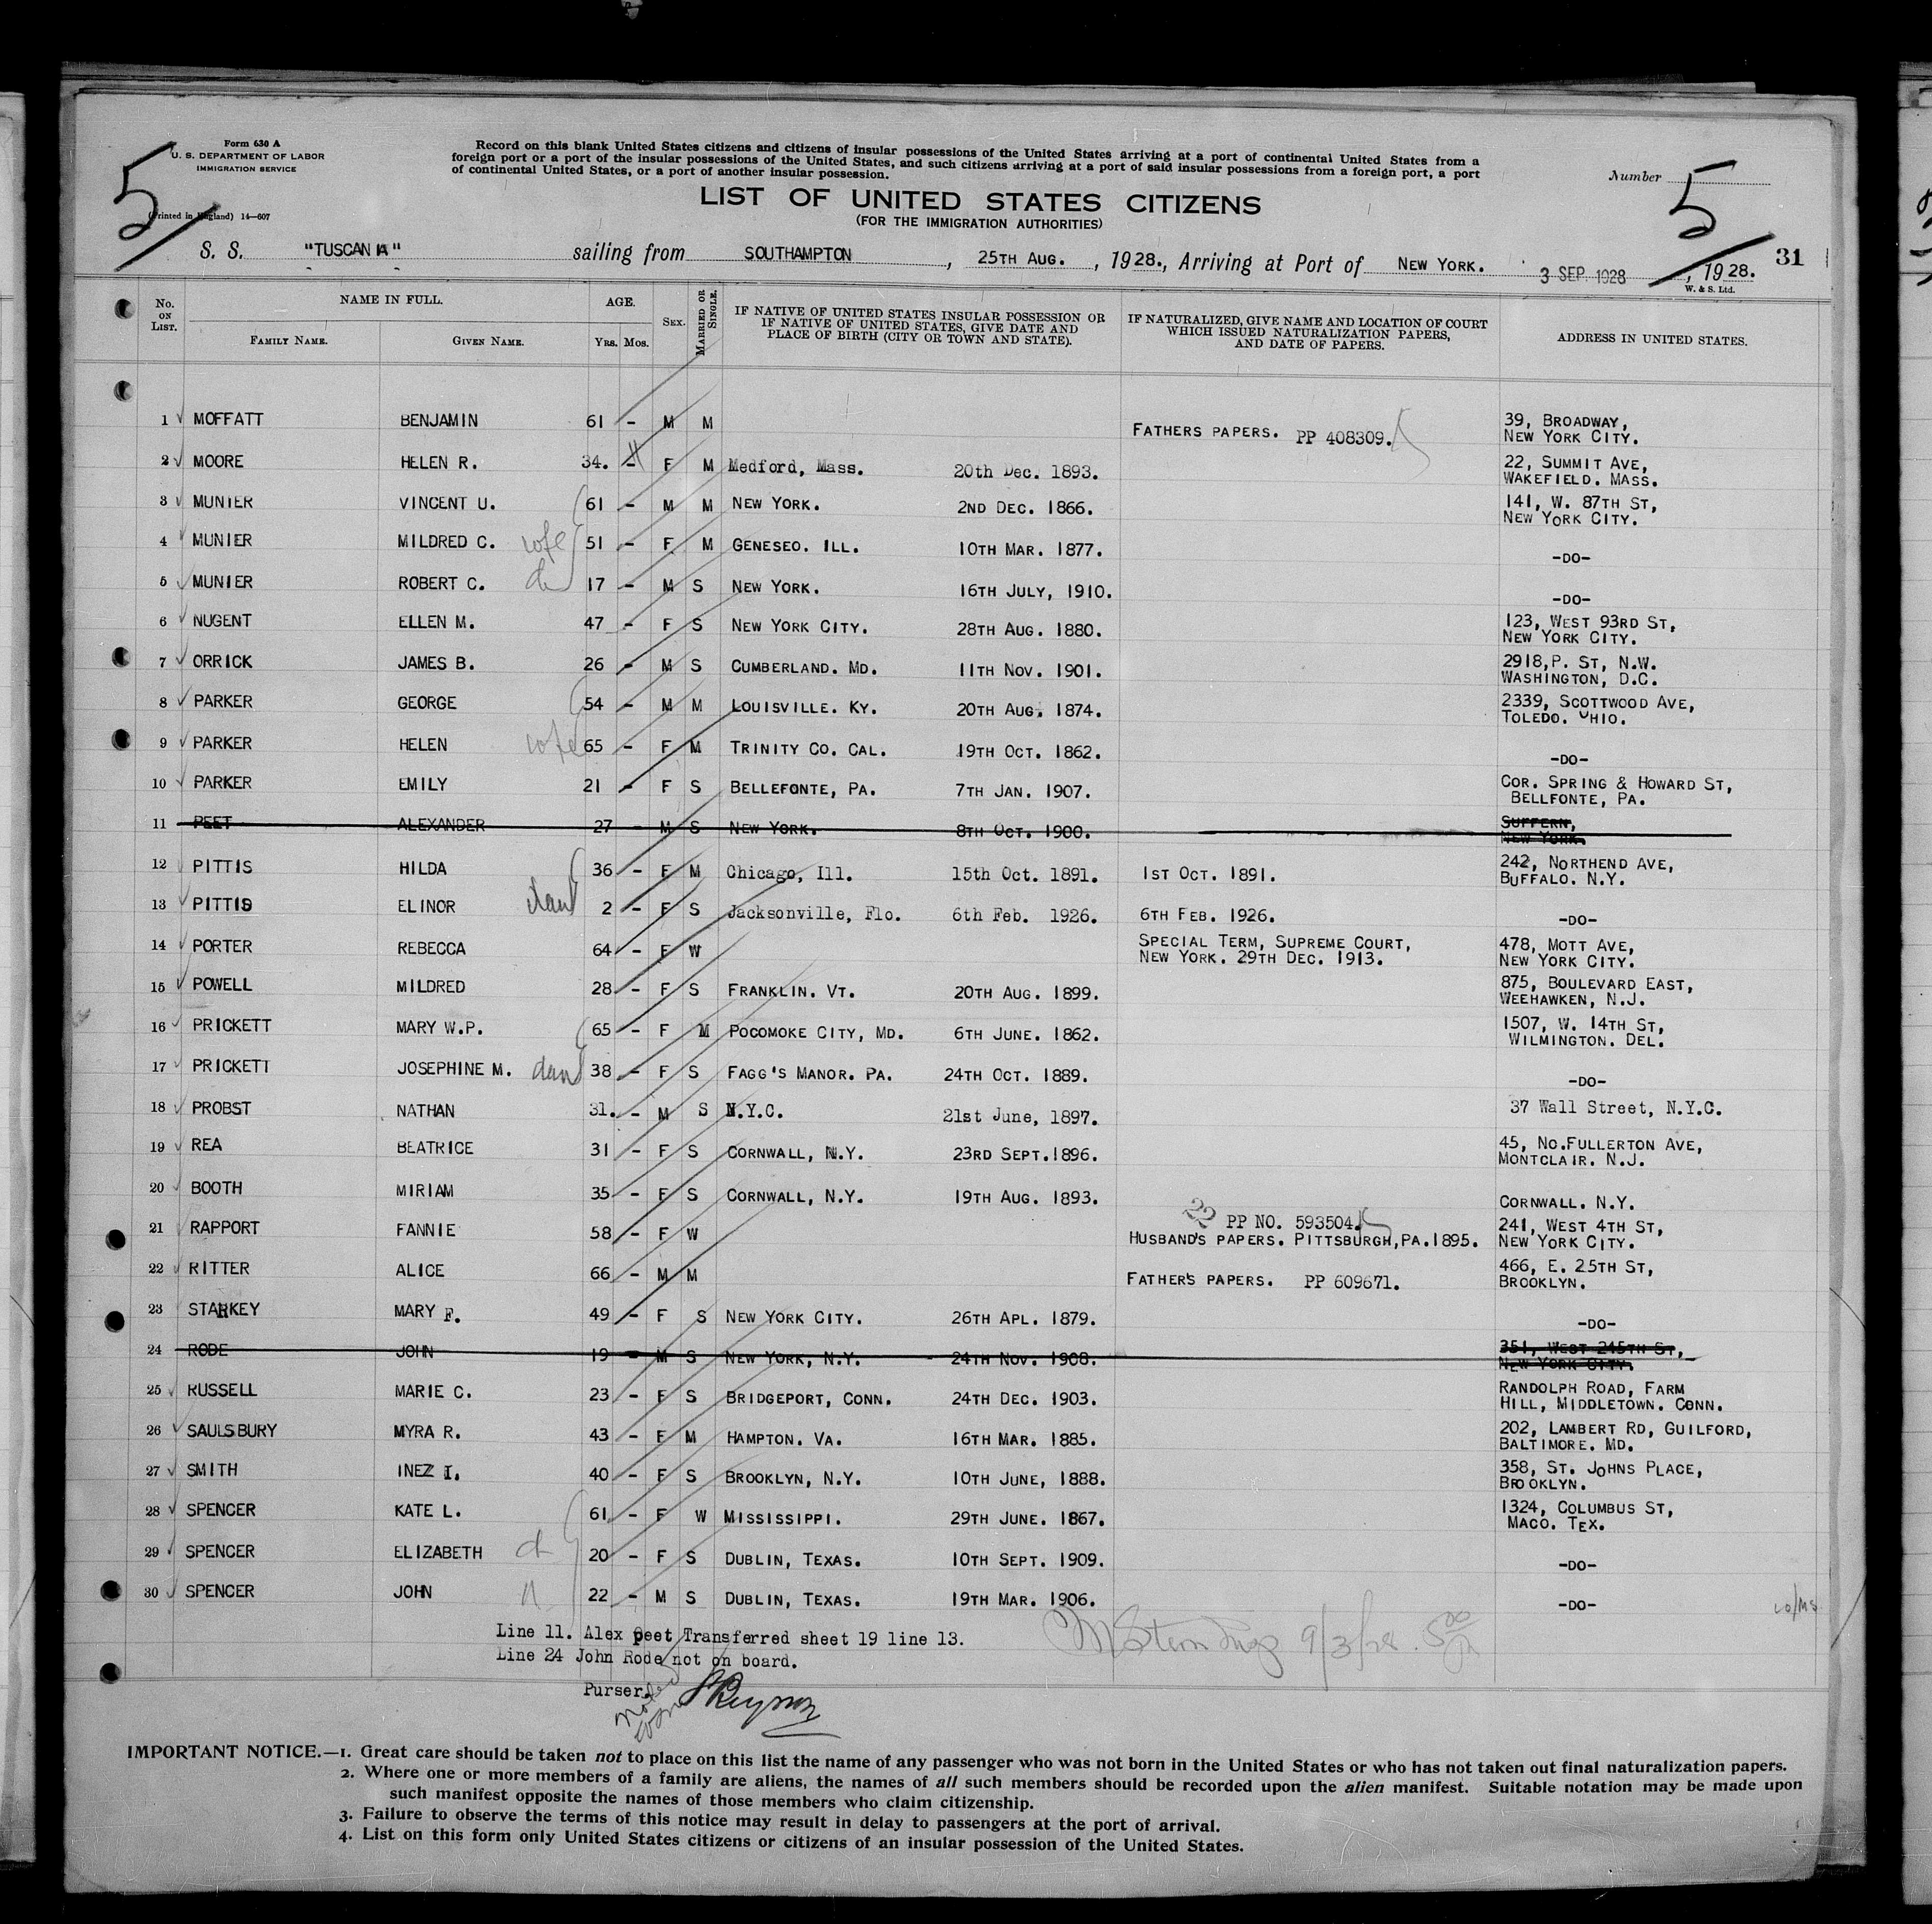 5
Form 630 A
U. S. DEPARTMENT OF LABOR
IMMIGRATION SERVICE
(Printed in England) 14—607
Record on this blank United States citizens and citizens of insular possessions of the United States arriving at a port of continental United States from a
foreign port or a port of the insular possessions of the United States, and such citizens arriving at a port of said insular possessions from a foreign port, a port
of continental United States, or a port of another insular possession.
Number 5
LIST OF UNITED STATES CITIZENS
(FOR THE IMMIGRATION AUTHORITIES)
31
S. S. "TUSCANIA" sailing from SOUTHAMPTON, 25TH AUG., 1928., Arriving at Port of NEW YORK. 3 SEP. 1928, 1928.
W. & S. Ltd.
No. ON LIST. NAME IN FULL. FAMILY NAME. GIVEN NAME. AGE. YRS. MOS. SEX. MARRIED OR SINGLE. IF NATIVE OF UNITED STATES INSULAR POSSESSION OR IF NATIVE OF UNITED STATES, GIVE DATE AND PLACE OF BIRTH (CITY OR TOWN AND STATE). IF NATURALIZED, GIVE NAME AND LOCATION OF COURT WHICH ISSUED NATURALIZATION PAPERS, AND DATE OF PAPERS. ADDRESS IN UNITED STATES.
1 MOFFATT BENJAMIN 61 - M M FATHERS PAPERS. PP 408309. 39, BROADWAY, NEW YORK CITY.
2 MOORE HELEN R. 34. - F M Medford, Mass. 20th Dec. 1893. 22, SUMMIT AVE, WAKEFIELD. MASS.
3 MUNIER VINCENT U. 61 - M M NEW YORK. 2ND DEC. 1866. 141, W. 87TH ST, NEW YORK CITY.
4 MUNIER MILDRED C. wife 51 - F M GENESEO. ILL. 10TH MAR. 1877. -DO-
5 MUNIER ROBERT C. 17 - M S NEW YORK. 16TH JULY, 1910. -DO-
6 NUGENT ELLEN M. 47 - F S NEW YORK CITY. 28TH AUG. 1880. 123, WEST 93RD ST, NEW YORK CITY.
7 ORRICK JAMES B. 26 - M S CUMBERLAND. MD. 11TH NOV. 1901. 2918, P. ST, N.W. WASHINGTON, D.C.
8 PARKER GEORGE 54 - M M LOUISVILLE. KY. 20TH AUG. 1874. 2339, SCOTTWOOD AVE, TOLEDO. OHIO.
9 PARKER HELEN wife 65 - F M TRINITY CO. CAL. 19TH OCT. 1862. -DO-
10 PARKER EMILY 21 - F S BELLEFONTE, PA. 7TH JAN. 1907. COR. SPRING & HOWARD ST, BELLFONTE, PA.
11 PEET ALEXANDER 27 - M S NEW YORK. 8TH OCT. 1900. SUFFERN, NEW YORK.
12 PITTIS HILDA 36 - F M Chicago, Ill. 15th Oct. 1891. 1ST OCT. 1891. 242, NORTHEND AVE, BUFFALO. N.Y.
13 PITTIS ELINOR dau 2 - F S Jacksonville, Flo. 6th Feb. 1926. 6TH FEB. 1926. -DO-
14 PORTER REBECCA 64 - F W SPECIAL TERM, SUPREME COURT, NEW YORK. 29TH DEC. 1913. 478, MOTT AVE, NEW YORK CITY.
15 POWELL MILDRED 28 - F S FRANKLIN. VT. 20TH AUG. 1899. 875, BOULEVARD EAST, WEEHAWKEN, N.J.
16 PRICKETT MARY W.P. 65 - F M POCOMOKE CITY, MD. 6TH JUNE. 1862. 1507, W. 14TH ST, WILMINGTON. DEL.
17 PRICKETT JOSEPHINE M. dau 38 - F S FAGG'S MANOR. PA. 24TH OCT. 1889. -DO-
18 PROBST NATHAN 31. - M S N.Y.C. 21st June, 1897. 37 Wall Street, N.Y.C.
19 REA BEATRICE 31 - F S CORNWALL, N.Y. 23RD SEPT. 1896. 45, NO. FULLERTON AVE, MONTCLAIR. N.J.
20 BOOTH MIRIAM 35 - F S CORNWALL, N.Y. 19TH AUG. 1893. CORNWALL. N.Y.
21 RAPPORT FANNIE 58 - F W 22 PP NO. 593504. HUSBAND'S PAPERS. PITTSBURGH, PA. 1895. 241, WEST 4TH ST, NEW YORK CITY.
22 RITTER ALICE 66 - M M FATHER'S PAPERS. PP 609671. 466, E. 25TH ST, BROOKLYN.
23 STARKEY MARY F. 49 - F S NEW YORK CITY. 26TH APL. 1879. -DO-
24 RODE JOHN 19 - M S NEW YORK, N.Y. 24TH NOV. 1908. 351, WEST 245TH ST, NEW YORK CITY.
25 RUSSELL MARIE C. 23 - F S BRIDGEPORT, CONN. 24TH DEC. 1903. RANDOLPH ROAD, FARM HILL, MIDDLETOWN. CONN.
26 SAULSBURY MYRA R. 43 - F M HAMPTON. VA. 16TH MAR. 1885. 202, LAMBERT RD, GUILFORD, BALTIMORE. MD.
27 SMITH INEZ I. 40 - F S BROOKLYN, N.Y. 10TH JUNE, 1888. 358, ST. JOHNS PLACE, BROOKLYN.
28 SPENCER KATE L. 61 - F W MISSISSIPPI. 29TH JUNE. 1867. 1324, COLUMBUS ST, MACO. TEX.
29 SPENCER ELIZABETH 20 - F S DUBLIN, TEXAS. 10TH SEPT. 1909. -DO-
30 SPENCER JOHN 22 - M S DUBLIN, TEXAS. 19TH MAR. 1906. -DO-
Line 11. Alex peet Transferred sheet 19 line 13.
Line 24 John Rode not on board.
9/3/28
Purser.
IMPORTANT NOTICE.—1. Great care should be taken not to place on this list the name of any passenger who was not born in the United States or who has not taken out final naturalization papers.
2. Where one or more members of a family are aliens, the names of all such members should be recorded upon the alien manifest. Suitable notation may be made upon
such manifest opposite the names of those members who claim citizenship.
3. Failure to observe the terms of this notice may result in delay to passengers at the port of arrival.
4. List on this form only United States citizens or citizens of an insular possession of the United States.